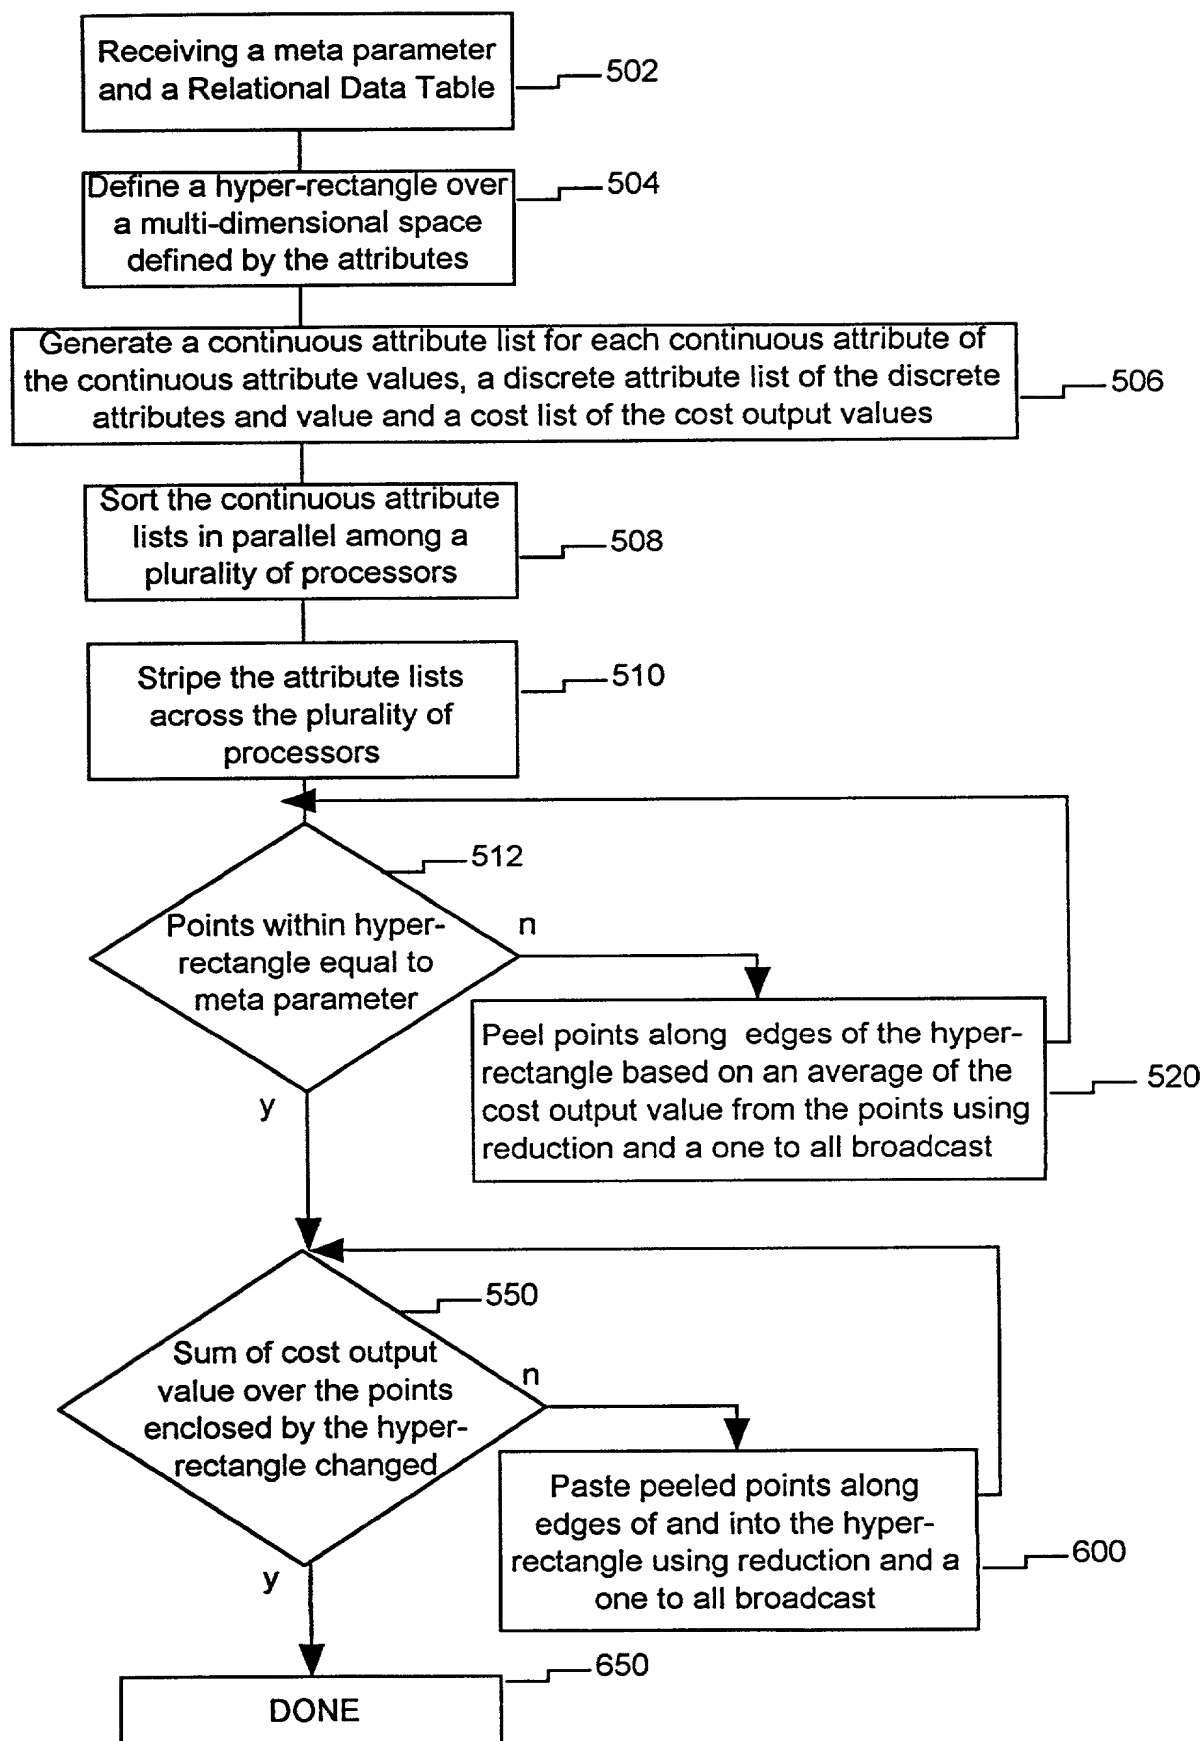 Receiving a meta parameter
and a Relational Data Table
502
Define a hyper-rectangle over
a multi-dimensional space
defined by the attributes
504
Generate a continuous attribute list for each continuous attribute of
the continuous attribute values, a discrete attribute list of the discrete
attributes and value and a cost list of the cost output values
506
Sort the continuous attribute
lists in parallel among a
plurality of processors
508
Stripe the attribute lists
across the plurality of
processors
510
512
Points within hyper-
rectangle equal to
meta parameter
n
y
Peel points along edges of the hyper-
rectangle based on an average of the
cost output value from the points using
reduction and a one to all broadcast
520
550
Sum of cost output
value over the points
enclosed by the hyper-
rectangle changed
n
y
Paste peeled points along
edges of and into the hyper-
rectangle using reduction and a
one to all broadcast
600
650
DONE